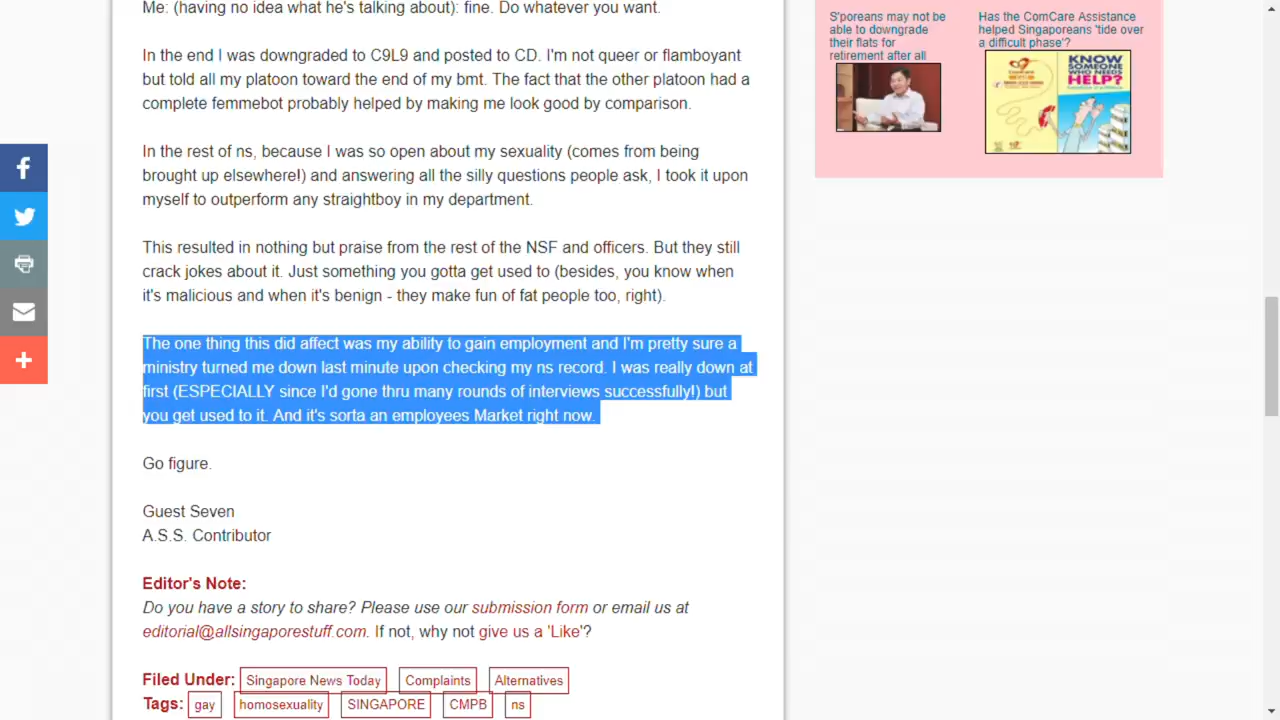 Me: (having no idea what he's talking about): fine. Do whatever you want.
In the end I was downgraded to C9L9 and posted to CD. I'm not queer or flamboyant
but told all my platoon toward the end of my bmt. The fact that the other platoon had a
complete femmebot probably helped by making me look good by comparison.
In the rest of ns, because I was so open about my sexuality (comes from being
brought up elsewhere!) and answering all the silly questions people ask, I took it upon
myself to outperform any straightboy in my department.
This resulted in nothing but praise from the rest of the NSF and officers. But they still
crack jokes about it. Just something you gotta get used to (besides, you know when
it's malicious and when it's benign - they make fun of fat people too, right).
The one thing this did affect was my ability to gain employment and I'm pretty sure a
ministry turned me down last minute upon checking my ns record. I was really down at
first (ESPECIALLY since I'd gone thru many rounds of interviews successfully!) but
you get used to it. And it's sorta an employees Market right now.
Go figure.
Guest Seven
A.S.S. Contributor
Editor's Note:
Do you have a story to share? Please use our submission form or email us at
editorial@allsingaporestuff.com. If not, why not give us a 'Like'?
Filed Under: Singapore News Today Complaints Alternatives
Tags: gay homosexuality SINGAPORE CMPB ns
S'poreans may not be
able to downgrade
their flats for
retirement after all
Has the ComCare Assistance
helped Singaporeans 'tide over
a difficult phase'?
KNOW
SOMEONE
WHO NEEDS
HELP?